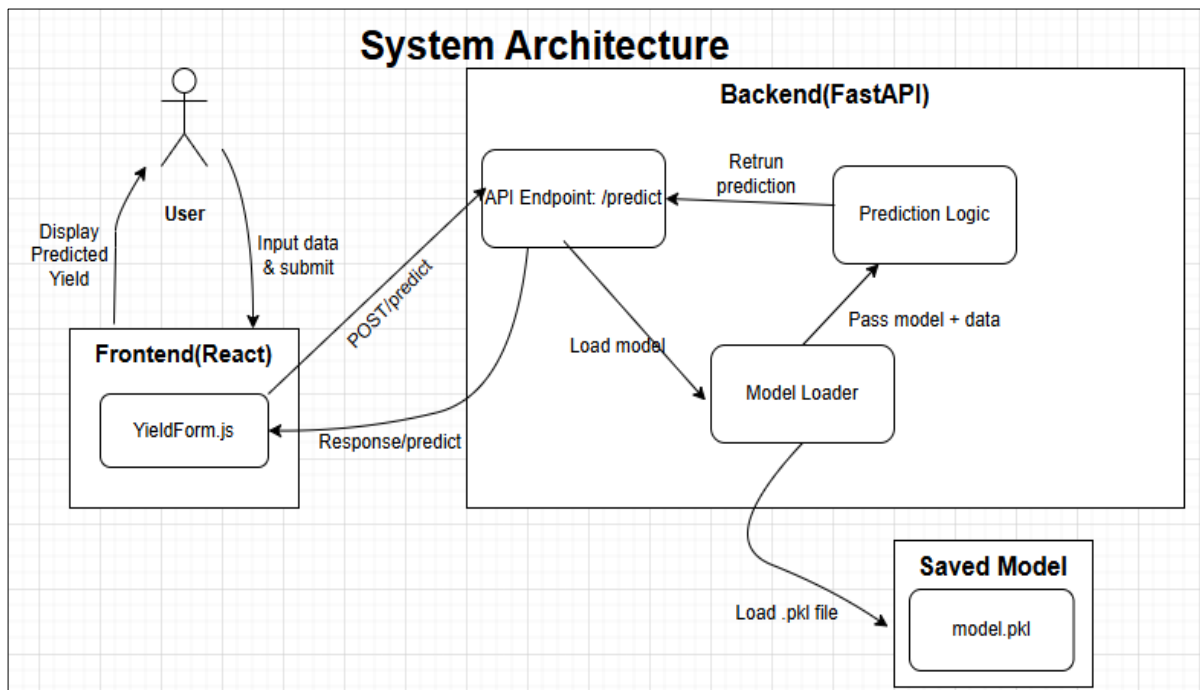 System Architecture
Backend(FastAPI)
User
Display
Predicted
Yield
Input data
& submit
POST/predict
API Endpoint: /predict
Retrun
prediction
Prediction Logic
Frontend(React)
YieldForm.js
Response/predict
Load model
Pass model + data
Model Loader
Load .pkl file
Saved Model
model.pkl